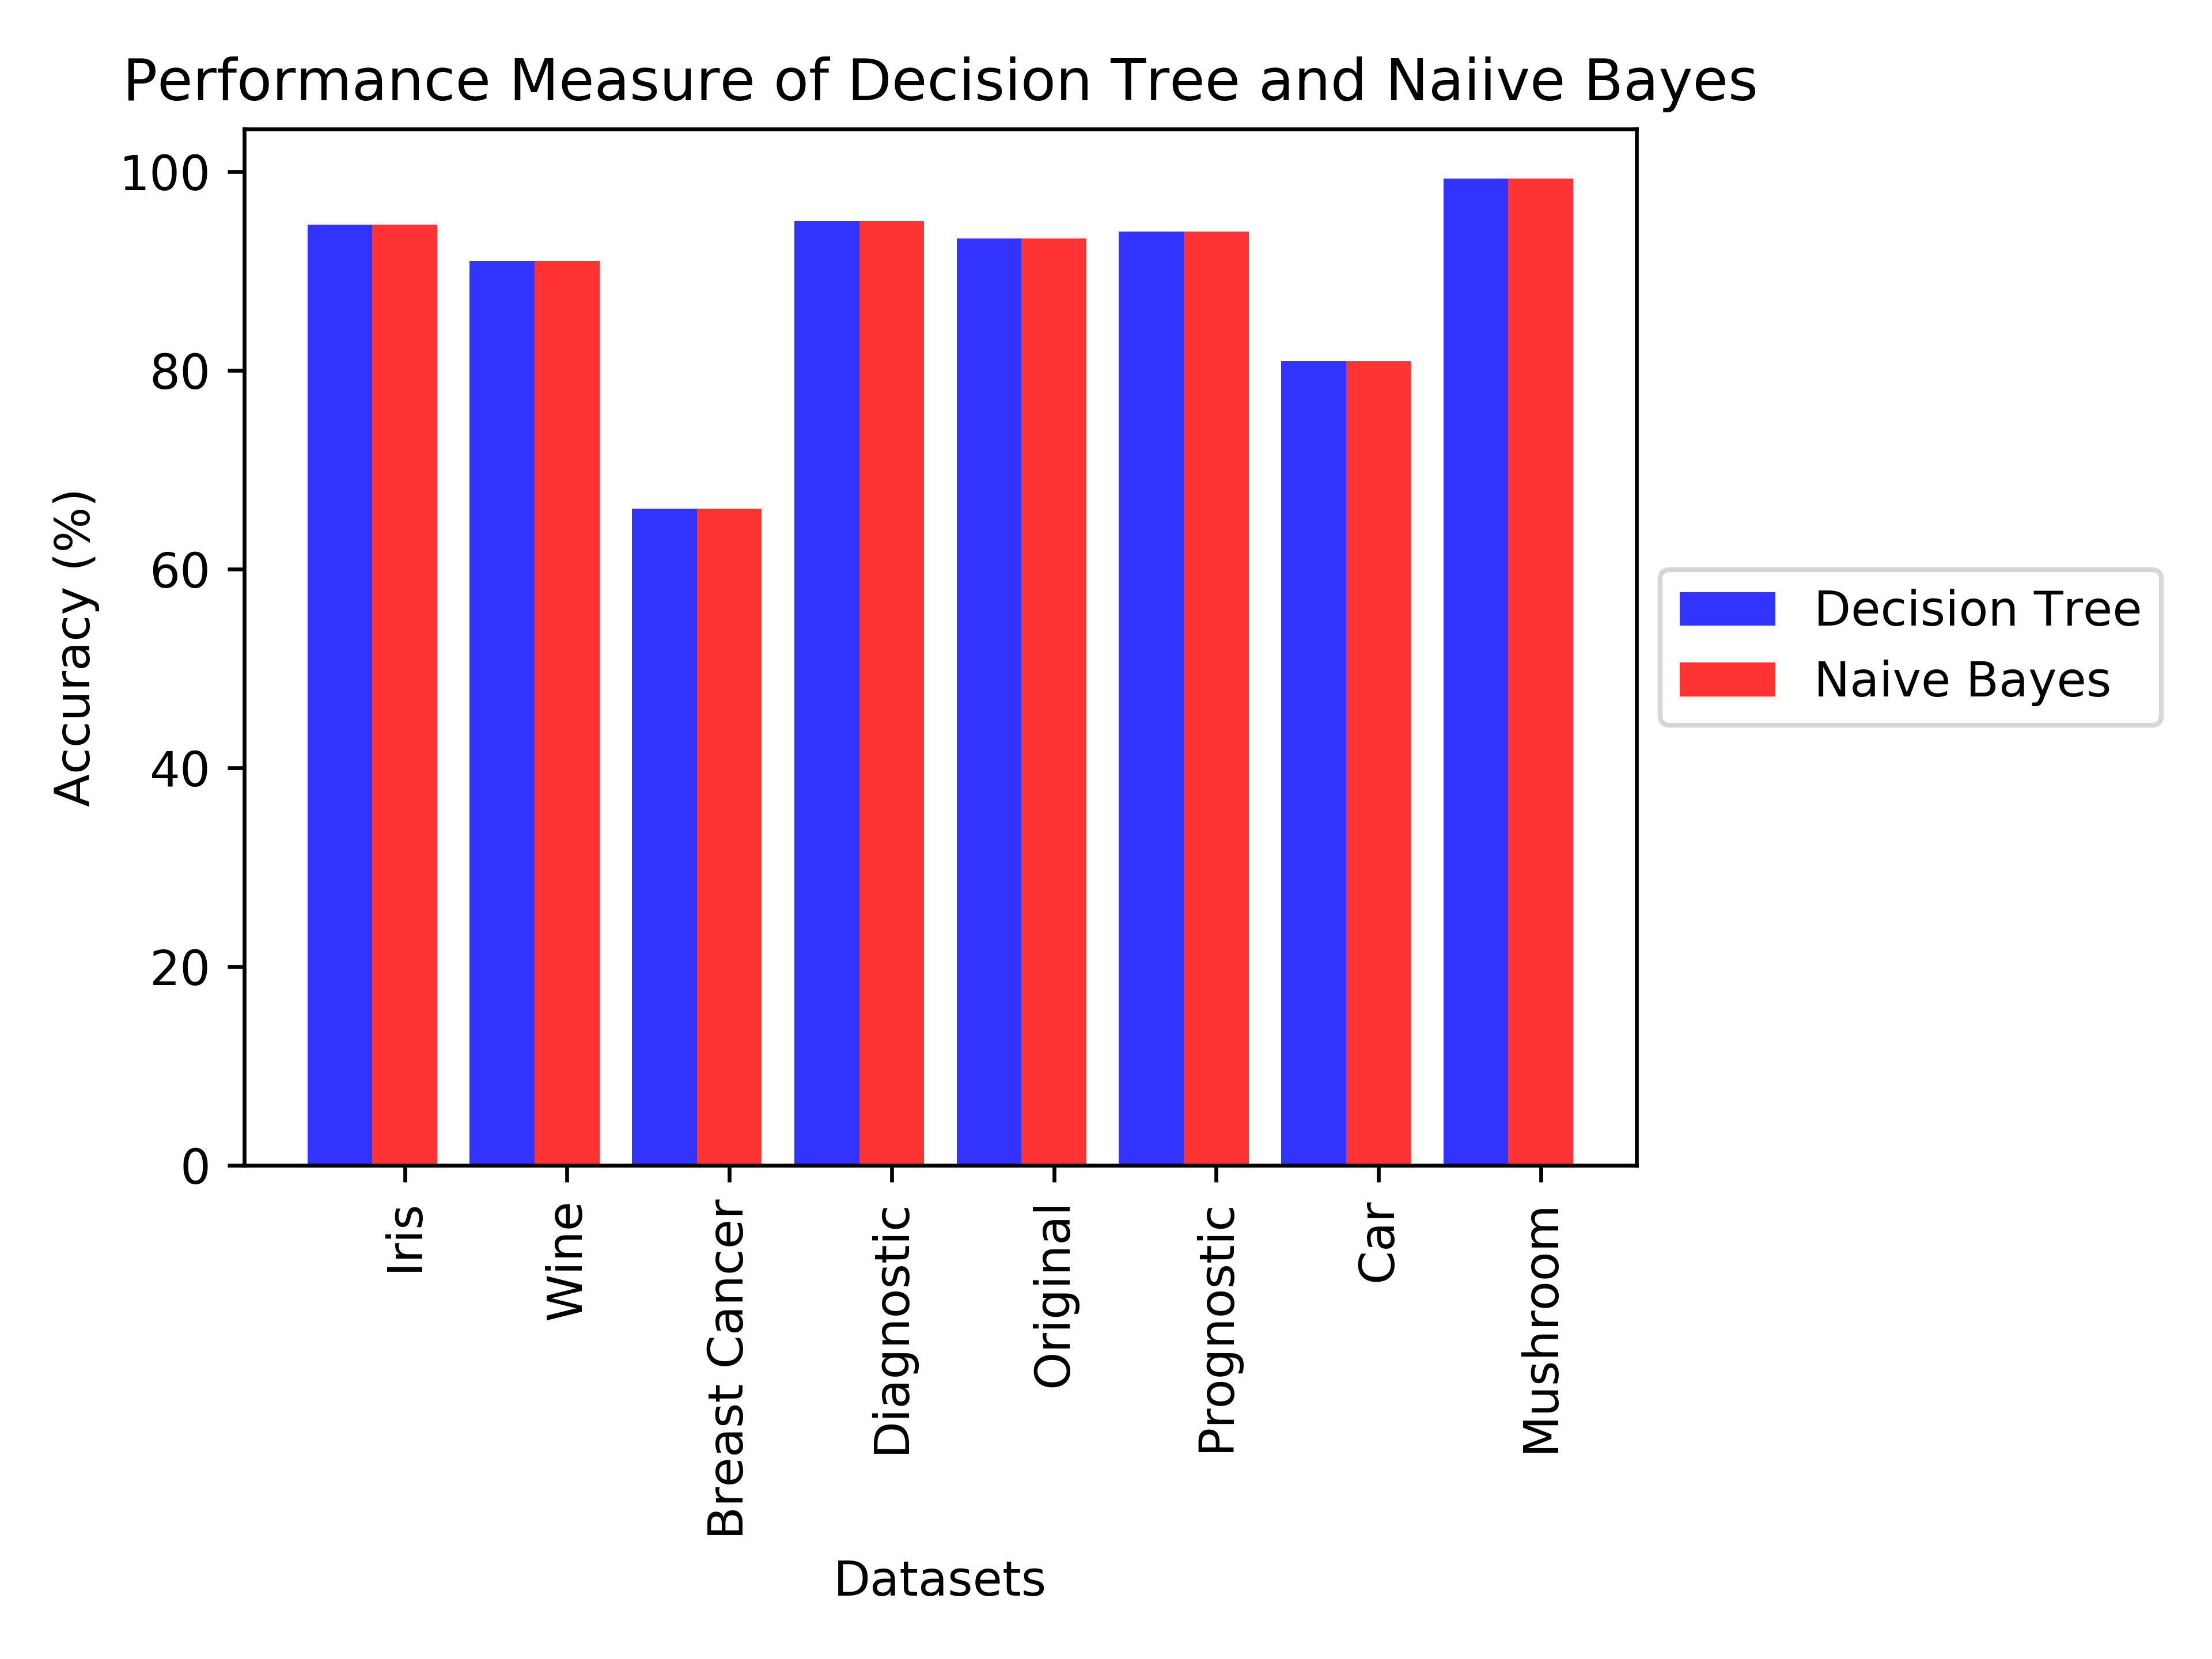 Performance Measure of Decision Tree and Naiive Bayes
Accuracy (%)
100
80
60
40
20
0
Iris
Wine
Breast Cancer
Diagnostic
Original
Prognostic
Car
Mushroom
Datasets
Decision Tree
Naive Bayes